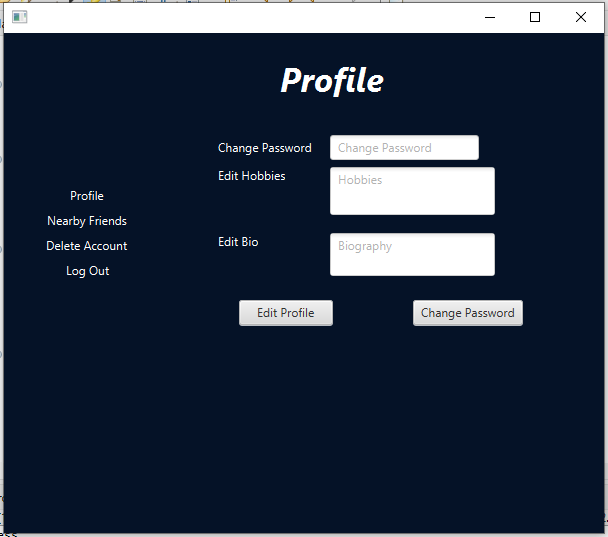 Profile
Change Password
Change Password
Edit Hobbies
Hobbies
Profile
Nearby Friends
Delete Account
Log Out
Edit Bio
Biography
Edit Profile
Change Password